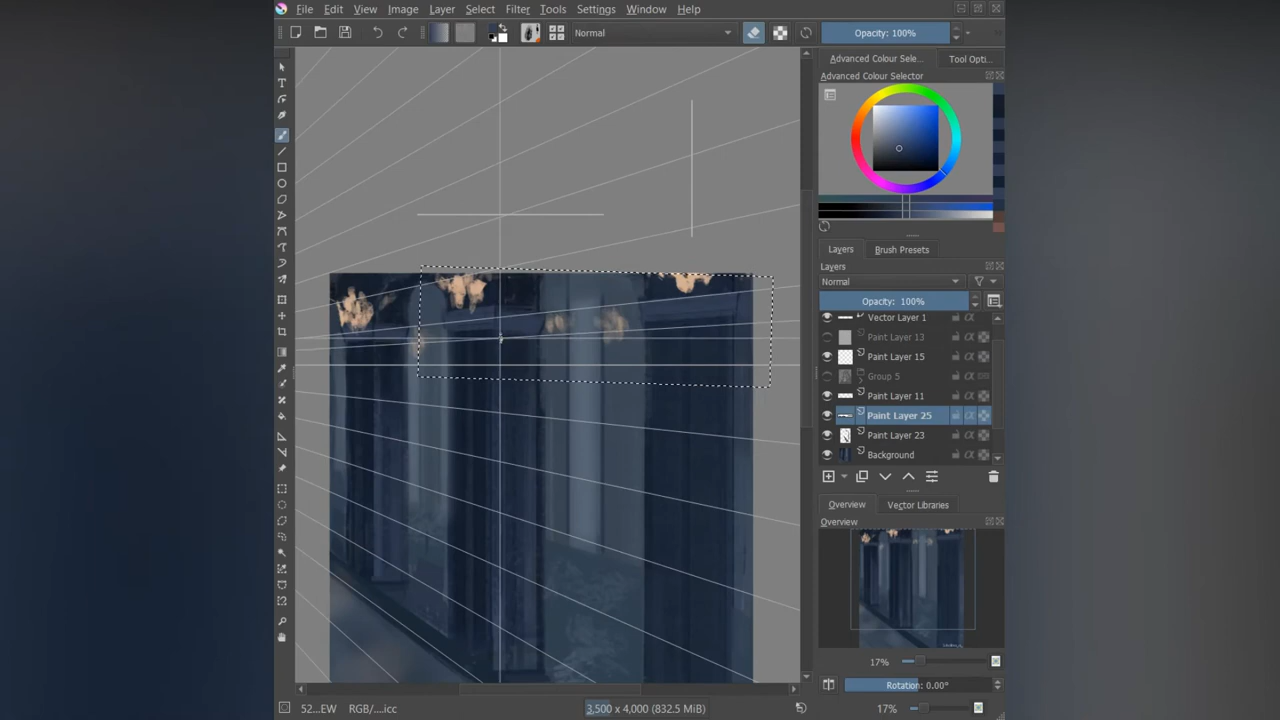 File Edit View Image Layer Select Filter Tools Settings Window Help
Normal
Opacity: 100%
Advanced Colour Sele...
Tool Opti...
Advanced Colour Selector
Layers
Brush Presets
Layers
Normal
Opacity: 100%
Vector Layer 1
Paint Layer 13
Paint Layer 15
Group 5
Paint Layer 11
Paint Layer 25
Paint Layer 23
Background
Overview
Vector Libraries
Overview
17%
Rotation: 0.00°
52...EW
RGB/....icc
3,500 x 4,000 (832.5 MiB)
17%